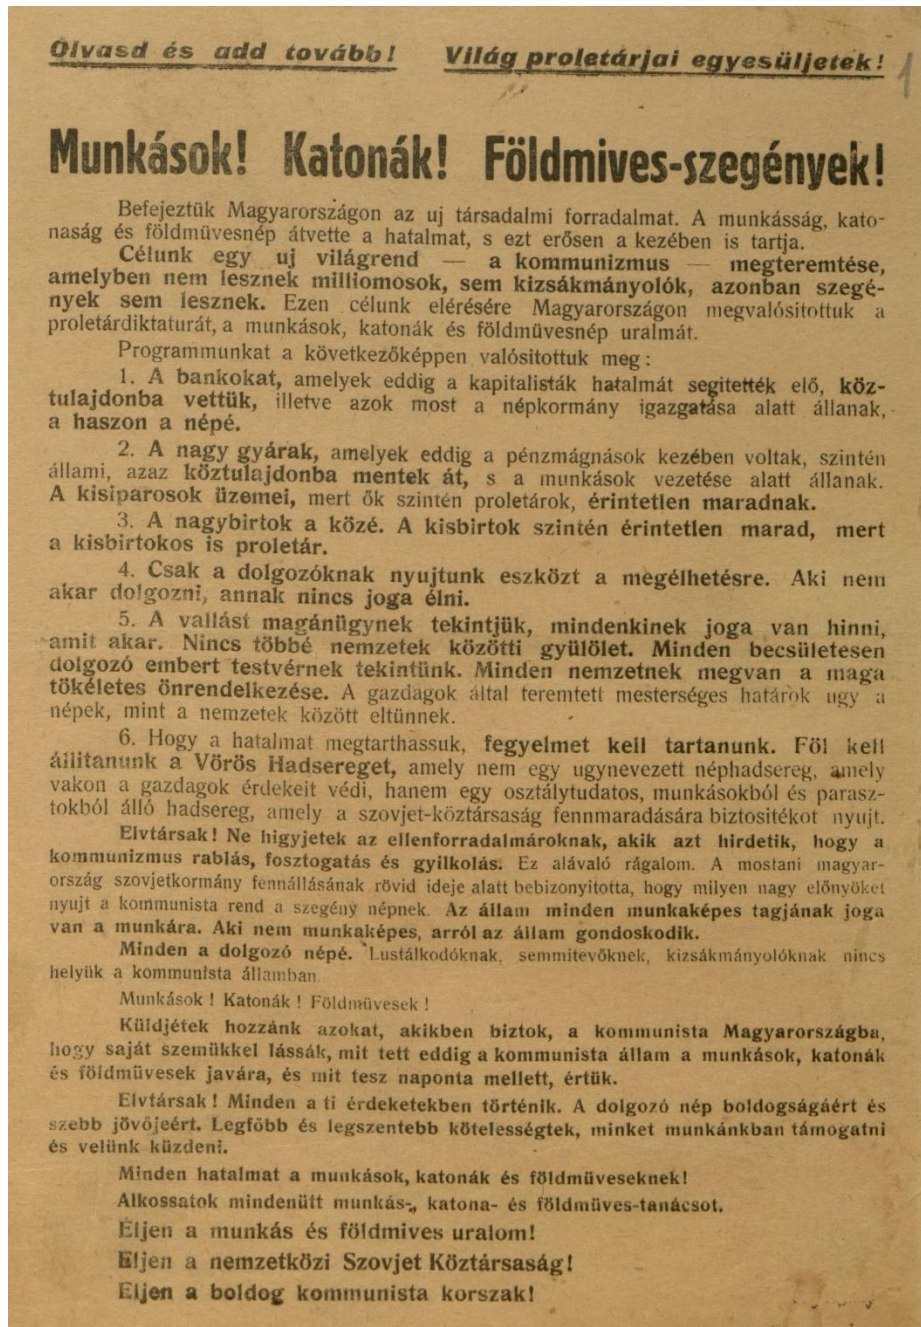 Olvasd és add tovább! Világ proletárjai egyesüljetek!
1
Munkások! Katonák! Földmives-szegények!
Befejeztük Magyarországon az uj társadalmi forradalmat. A munkásság, kato-
naság és földmüvesnép átvette a hatalmat, s ezt erősen a kezében is tartja.
Célunk egy uj világrend — a kommunizmus — megteremtése,
amelyben nem lesznek milliomosok, sem kizsákmányolók, azonban szegé-
nyek sem lesznek. Ezen célunk elérésére Magyarországon megvalósitottuk a
proletárdiktaturát, a munkások, katonák és földmüvesnép uralmát.
Programmunkat a következőképpen valósitottuk meg:
1. A bankokat, amelyek eddig a kapitalisták hatalmát segitették elő, köz-
tulajdonba vettük, illetve azok most a népkormány igazgatása alatt állanak,
a haszon a népé.
2. A nagy gyárak, amelyek eddig a pénzmágnások kezében voltak, szintén
állami, azaz köztulajdonba mentek át, s a munkások vezetése alatt állanak.
A kisiparosok üzemei, mert ők szintén proletárok, érintetlen maradnak.
3. A nagybirtok a közé. A kisbirtok szintén érintetlen marad, mert
a kisbirtokos is proletár.
4. Csak a dolgozóknak nyujtunk eszközt a megélhetésre. Aki nem
akar dolgozni, annak nincs joga élni.
5. A vallást magánügynek tekintjük, mindenkinek joga van hinni,
amit akar. Nincs többé nemzetek közötti gyülölet. Minden becsületesen
dolgozó embert testvérnek tekintünk. Minden nemzetnek megvan a maga
tökéletes önrendelkezése. A gazdagok által teremtett mesterséges határok ugy a
népek, mint a nemzetek között eltünnek.
6. Hogy a hatalmat megtarthassuk, fegyelmet kell tartanunk. Föl kell
állitanunk a Vörös Hadsereget, amely nem egy ugynevezett néphadsereg, amely
vakon a gazdagok érdekeit védi, hanem egy osztálytudatos, munkásokból és parasz-
tokból álló hadsereg, amely a szovjet-köztársaság fennmaradására biztositékot nyujt.
Elvtársak! Ne higyjetek az ellenforradalmároknak, akik azt hirdetik, hogy a
kommunizmus rablás, fosztogatás és gyilkolás. Ez alávaló rágalom. A mostani magyar-
ország szovjetkormány fennállásának rövid ideje alatt bebizonyitotta, hogy milyen nagy előnyöket
nyujt a kommunista rend a szegény népnek. Az állam minden munkaképes tagjának joga
van a munkára. Aki nem munkaképes, arról az állam gondoskodik.
Minden a dolgozó népé. Lustálkodóknak, semmitevőknek, kizsákmányolóknak nincs
helyük a kommunista államban.
Munkások! Katonák! Földmüvesek!
Küldjétek hozzánk azokat, akikben biztok, a kommunista Magyarországba,
hogy saját szemükkel lássák, mit tett eddig a kommunista állam a munkások, katonák
és földmüvesek javára, és mit tesz naponta mellett, értük.
Elvtársak! Minden a ti érdeketekben történik. A dolgozó nép boldogságáért és
szebb jövőjeért. Legföbb és legszentebb kötelességtek, minket munkánkban támogatni
és velünk küzdeni.
Minden hatalmat a munkások, katonák és földmüveseknek!
Alkossatok mindenütt munkás-, katona- és földmüves-tanácsot.
Éljen a munkás és földmives uralom!
Éljen a nemzetközi Szovjet Köztársaság!
Éljen a boldog kommunista korszak!